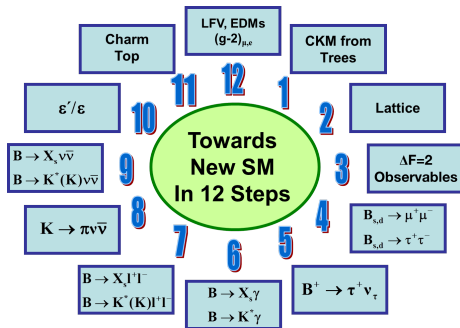 LFV, EDMs
(g-2)μ,e
Charm
Top
CKM from
Trees
12
11
1
ε′/ε
10
2
Lattice
Towards
New SM
In 12 Steps
B → Xsνν̄
B → K*(K)νν̄
9
3
ΔF=2
Observables
K → πνν̄
8
4
Bs,d → μ⁺μ⁻
Bs,d → τ⁺τ⁻
7
5
6
B → Xsl⁺l⁻
B → K*(K)l⁺l⁻
B → Xsγ
B → K*γ
B⁺ → τ⁺ντ